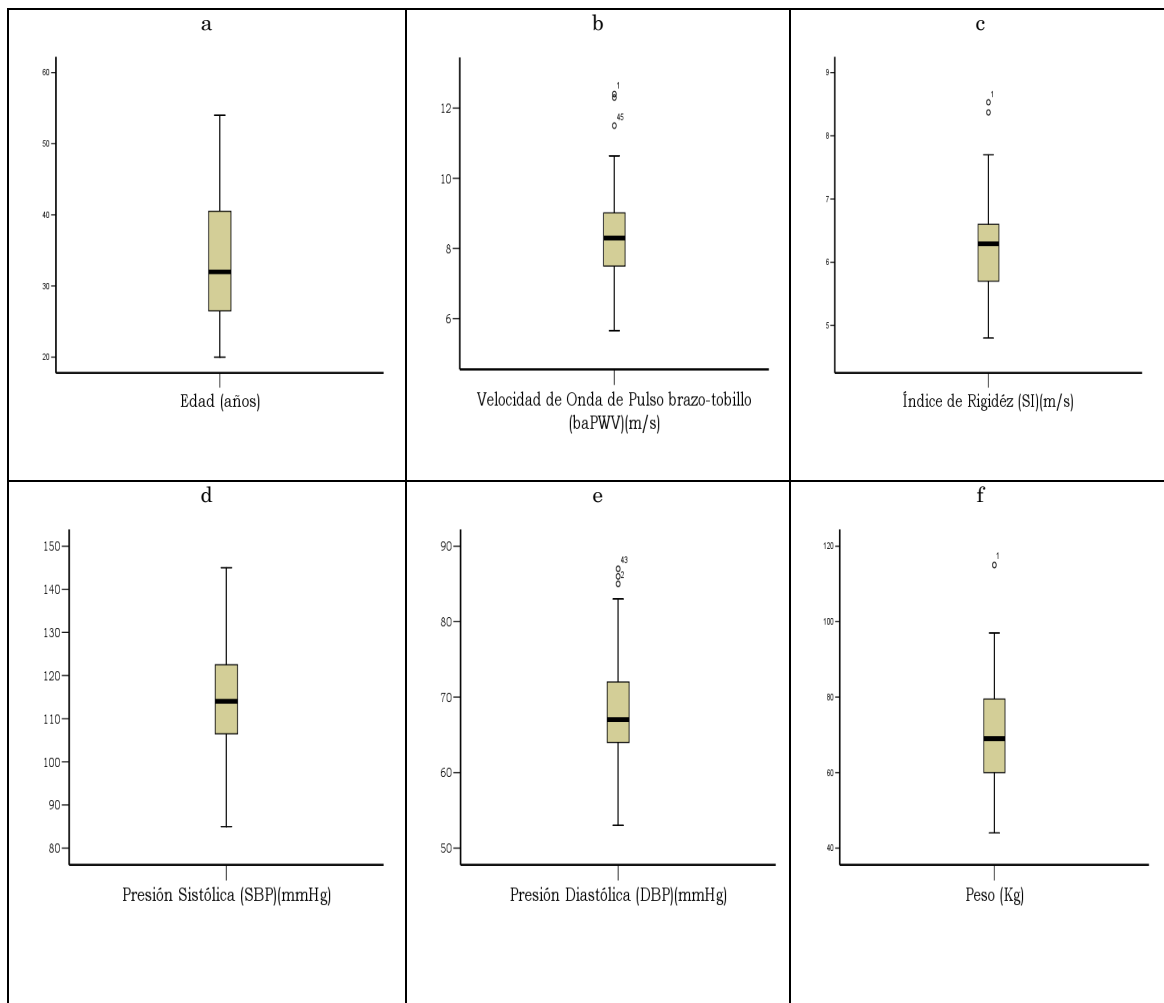 a
60
50
40
30
20
Edad (años)
b
12
10
8
6
1
45
Velocidad de Onda de Pulso brazo-tobillo
(baPWV)(m/s)
c
9
8
7
6
5
1
Índice de Rigidéz (SI)(m/s)
d
150
140
130
120
110
100
90
80
Presión Sistólica (SBP)(mmHg)
e
90
80
70
60
50
43
2
Presión Diastólica (DBP)(mmHg)
f
120
100
80
60
40
1
Peso (Kg)